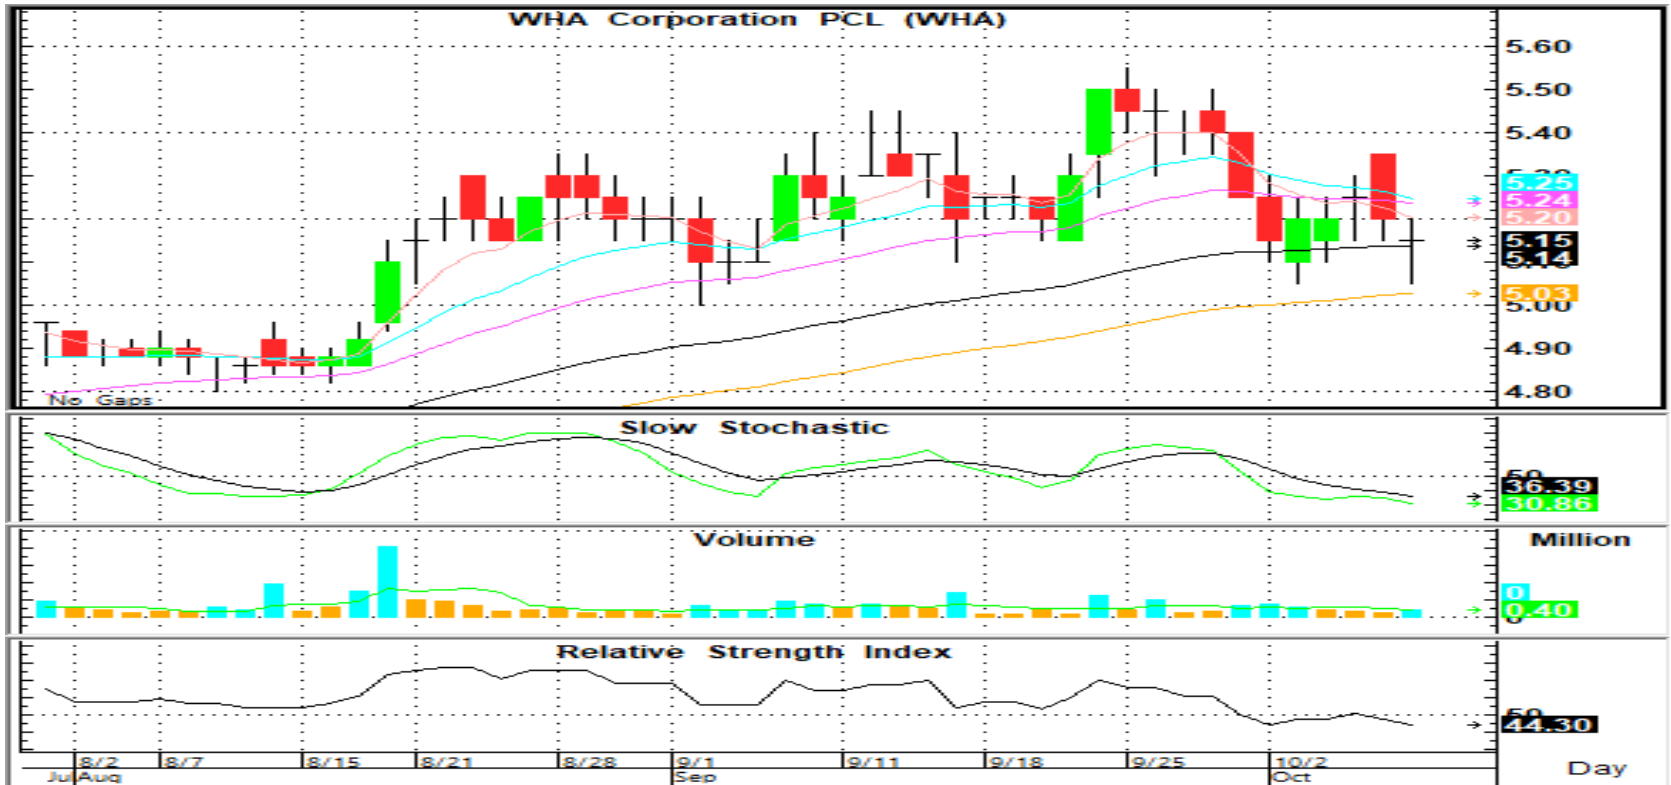 WHA Corporation PCL (WHA)
5.60
5.50
5.40
5.25
5.24
5.20
5.15
5.14
5.03
5.00
4.90
4.80
No Gaps
Slow Stochastic
36.39
30.86
Volume
Million
0
0.40
Relative Strength Index
50
44.30
8/2 8/7 8/15 8/21 8/28 9/1 9/11 9/18 9/25 10/2
Jul Aug Sep Oct
Day